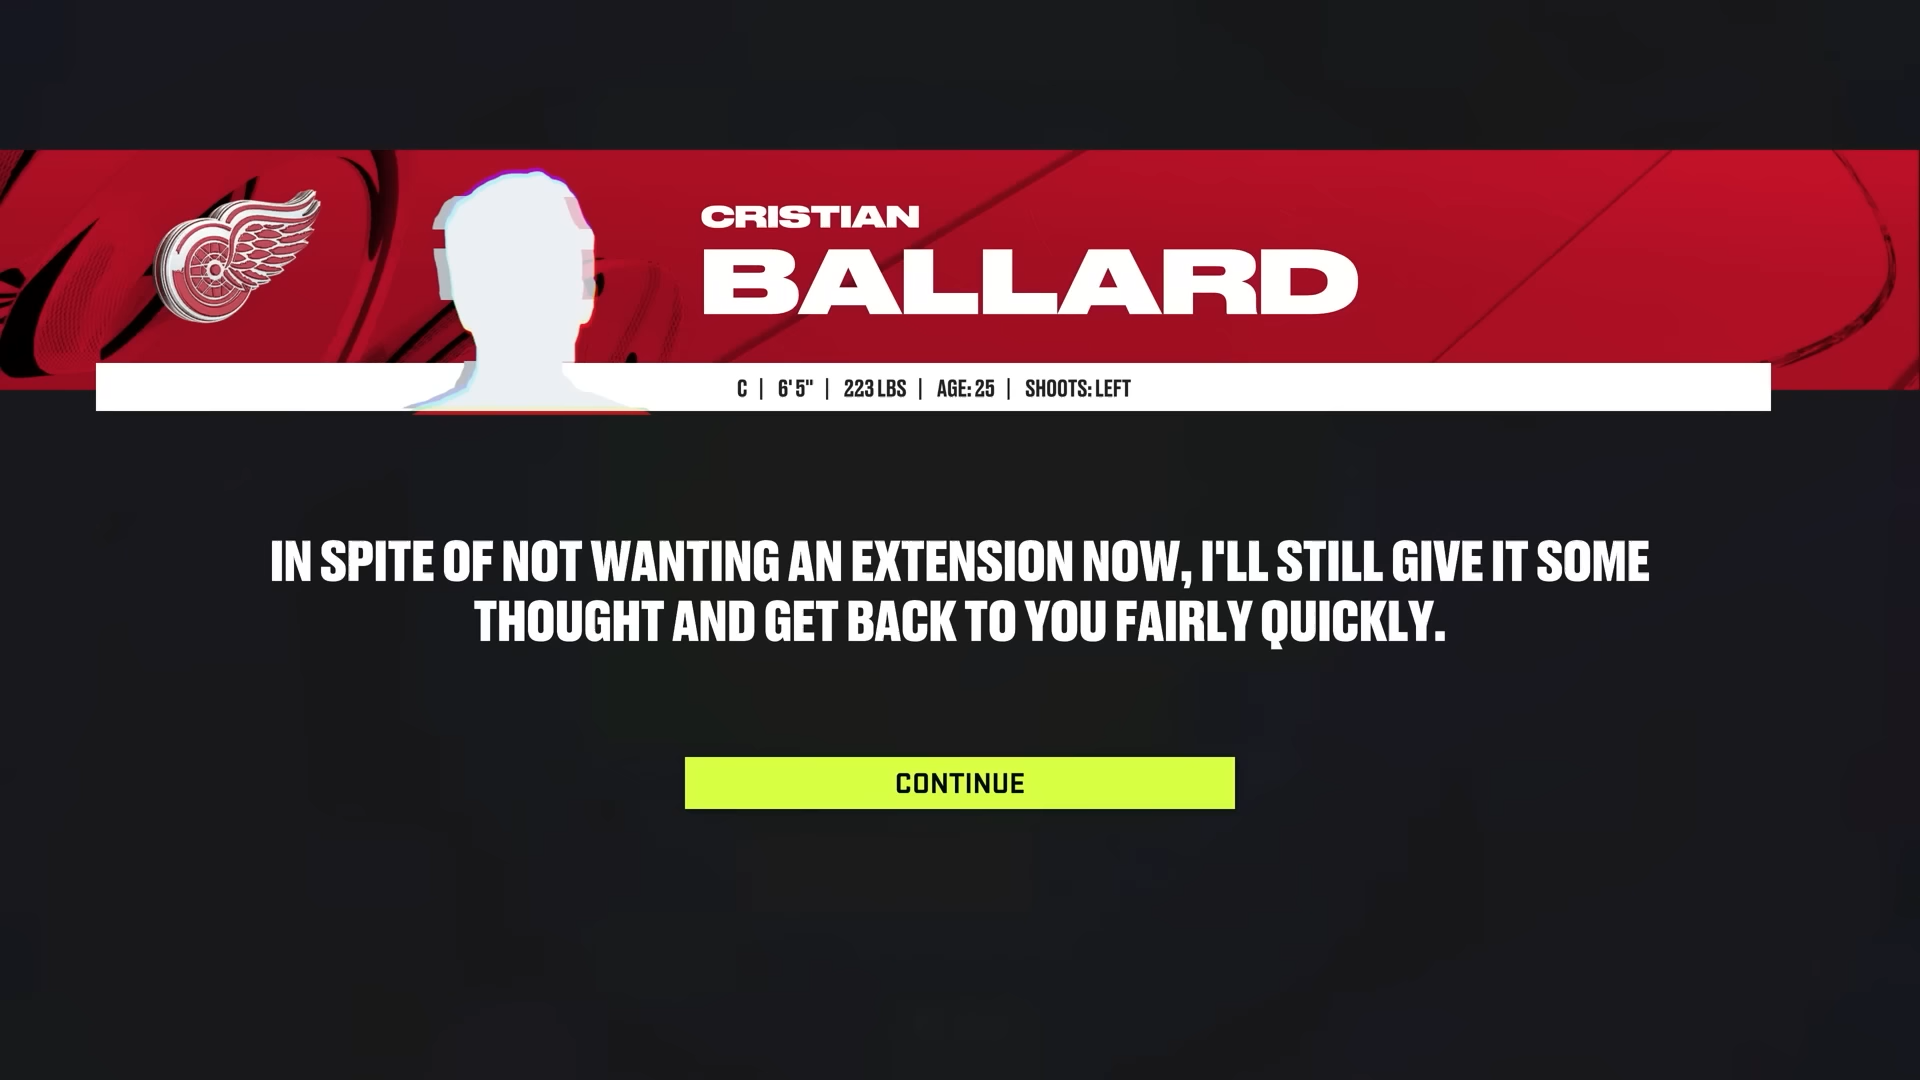 CRISTIAN
BALLARD
C | 6' 5" | 223 LBS | AGE: 25 | SHOOTS: LEFT
IN SPITE OF NOT WANTING AN EXTENSION NOW, I'LL STILL GIVE IT SOME
THOUGHT AND GET BACK TO YOU FAIRLY QUICKLY.
CONTINUE